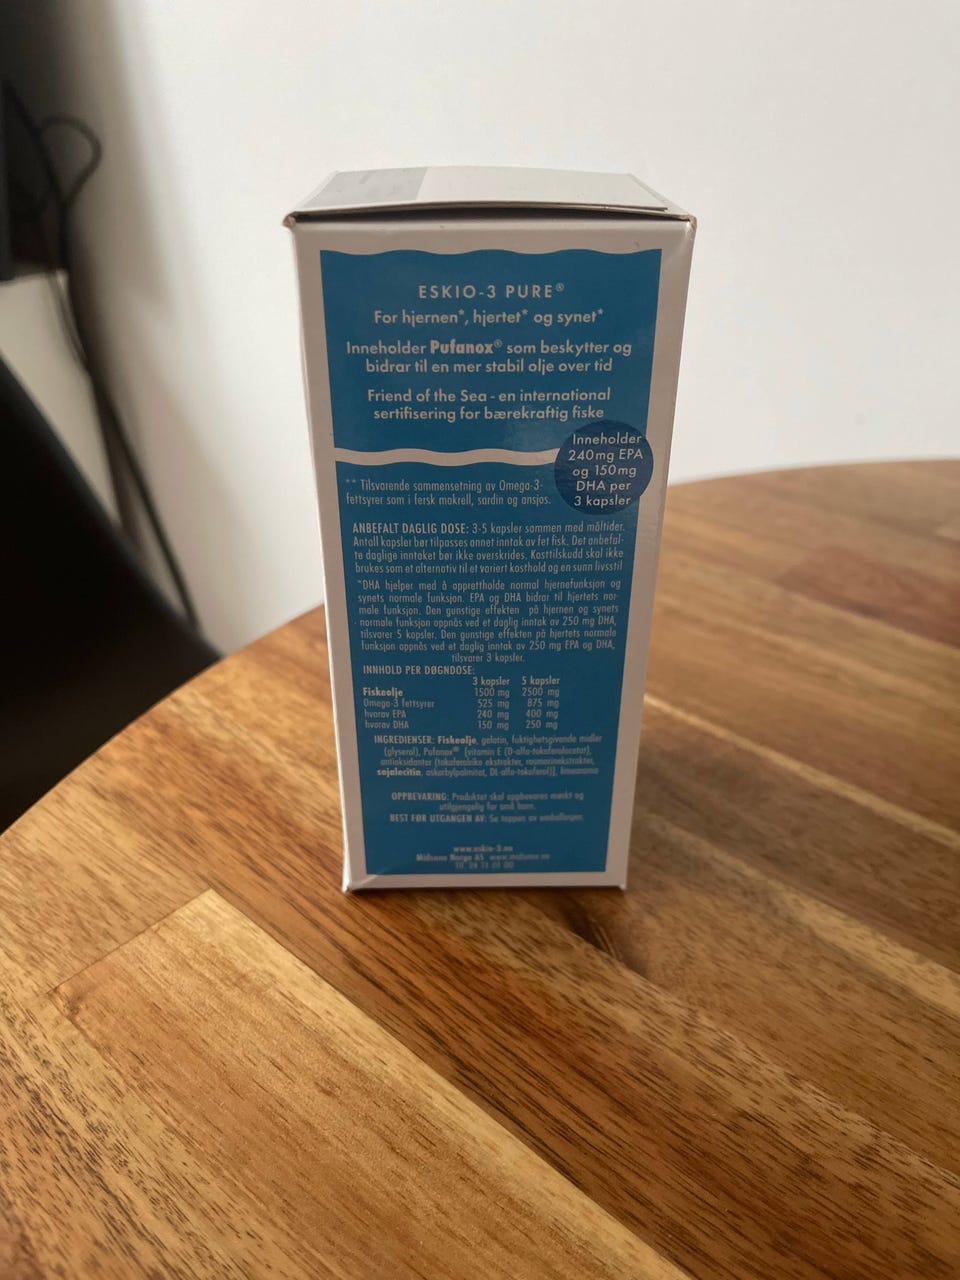 ESKIO-3 PURE®
For hjernen*, hjertet* og synet*
Inneholder Pufanox® som beskytter og
bidrar til en mer stabil olje over tid
Friend of the Sea - en international
sertifisering for bærekraftig fiske
Inneholder
240mg EPA
og 150mg
DHA per
3 kapsler
** Tilsvarende sammensetning av Omega-3-
fettsyrer som i fersk makrell, sardin og ansjos.
ANBEFALT DAGLIG DOSE: 3-5 kapsler sammen med måltider.
Antall kapsler bør tilpasses annet inntak av fet fisk. Det anbefal-
te daglige inntaket bør ikke overskrides. Kosttilskudd skal ikke
brukes som et alternativ til et variert kosthold og en sunn livsstil
*DHA hjelper med å opprettholde normal hjernefunksjon og
synets normale funksjon. EPA og DHA bidrar til hjertets nor-
male funksjon. Den gunstige effekten på hjernen og synets
normale funksjon oppnås ved et daglig inntak av 250 mg DHA,
tilsvarer 5 kapsler. Den gunstige effekten på hjertets normale
funksjon oppnås ved et daglig inntak av 250 mg EPA og DHA,
tilsvarer 3 kapsler.
INNHOLD PER DØGNDOSE:
3 kapsler 5 kapsler
Fiskeolje 1500 mg 2500 mg
Omega-3 fettsyrer 525 mg 875 mg
hvorav EPA 240 mg 400 mg
hvorav DHA 150 mg 250 mg
INGREDIENSER: Fiskeolje, gelatin, fuktighetsgivende midler
(glyserol), Pufanox® [vitamin E (D-alfa-tokoferolacetat),
antioksidanter (tokoferolrike ekstrakter, rosmarinekstrakter,
sojalecitin, askorbylpalmitat, DL-alfa-tokoferol)], limearoma
OPPBEVARING: Produktet skal oppbevares mørkt og
utilgjengelig for små barn.
BEST FØR UTGANGEN AV: Se toppen av emballasjen.
www.eskio-3.no
Midsona Norge AS www.midsona.no